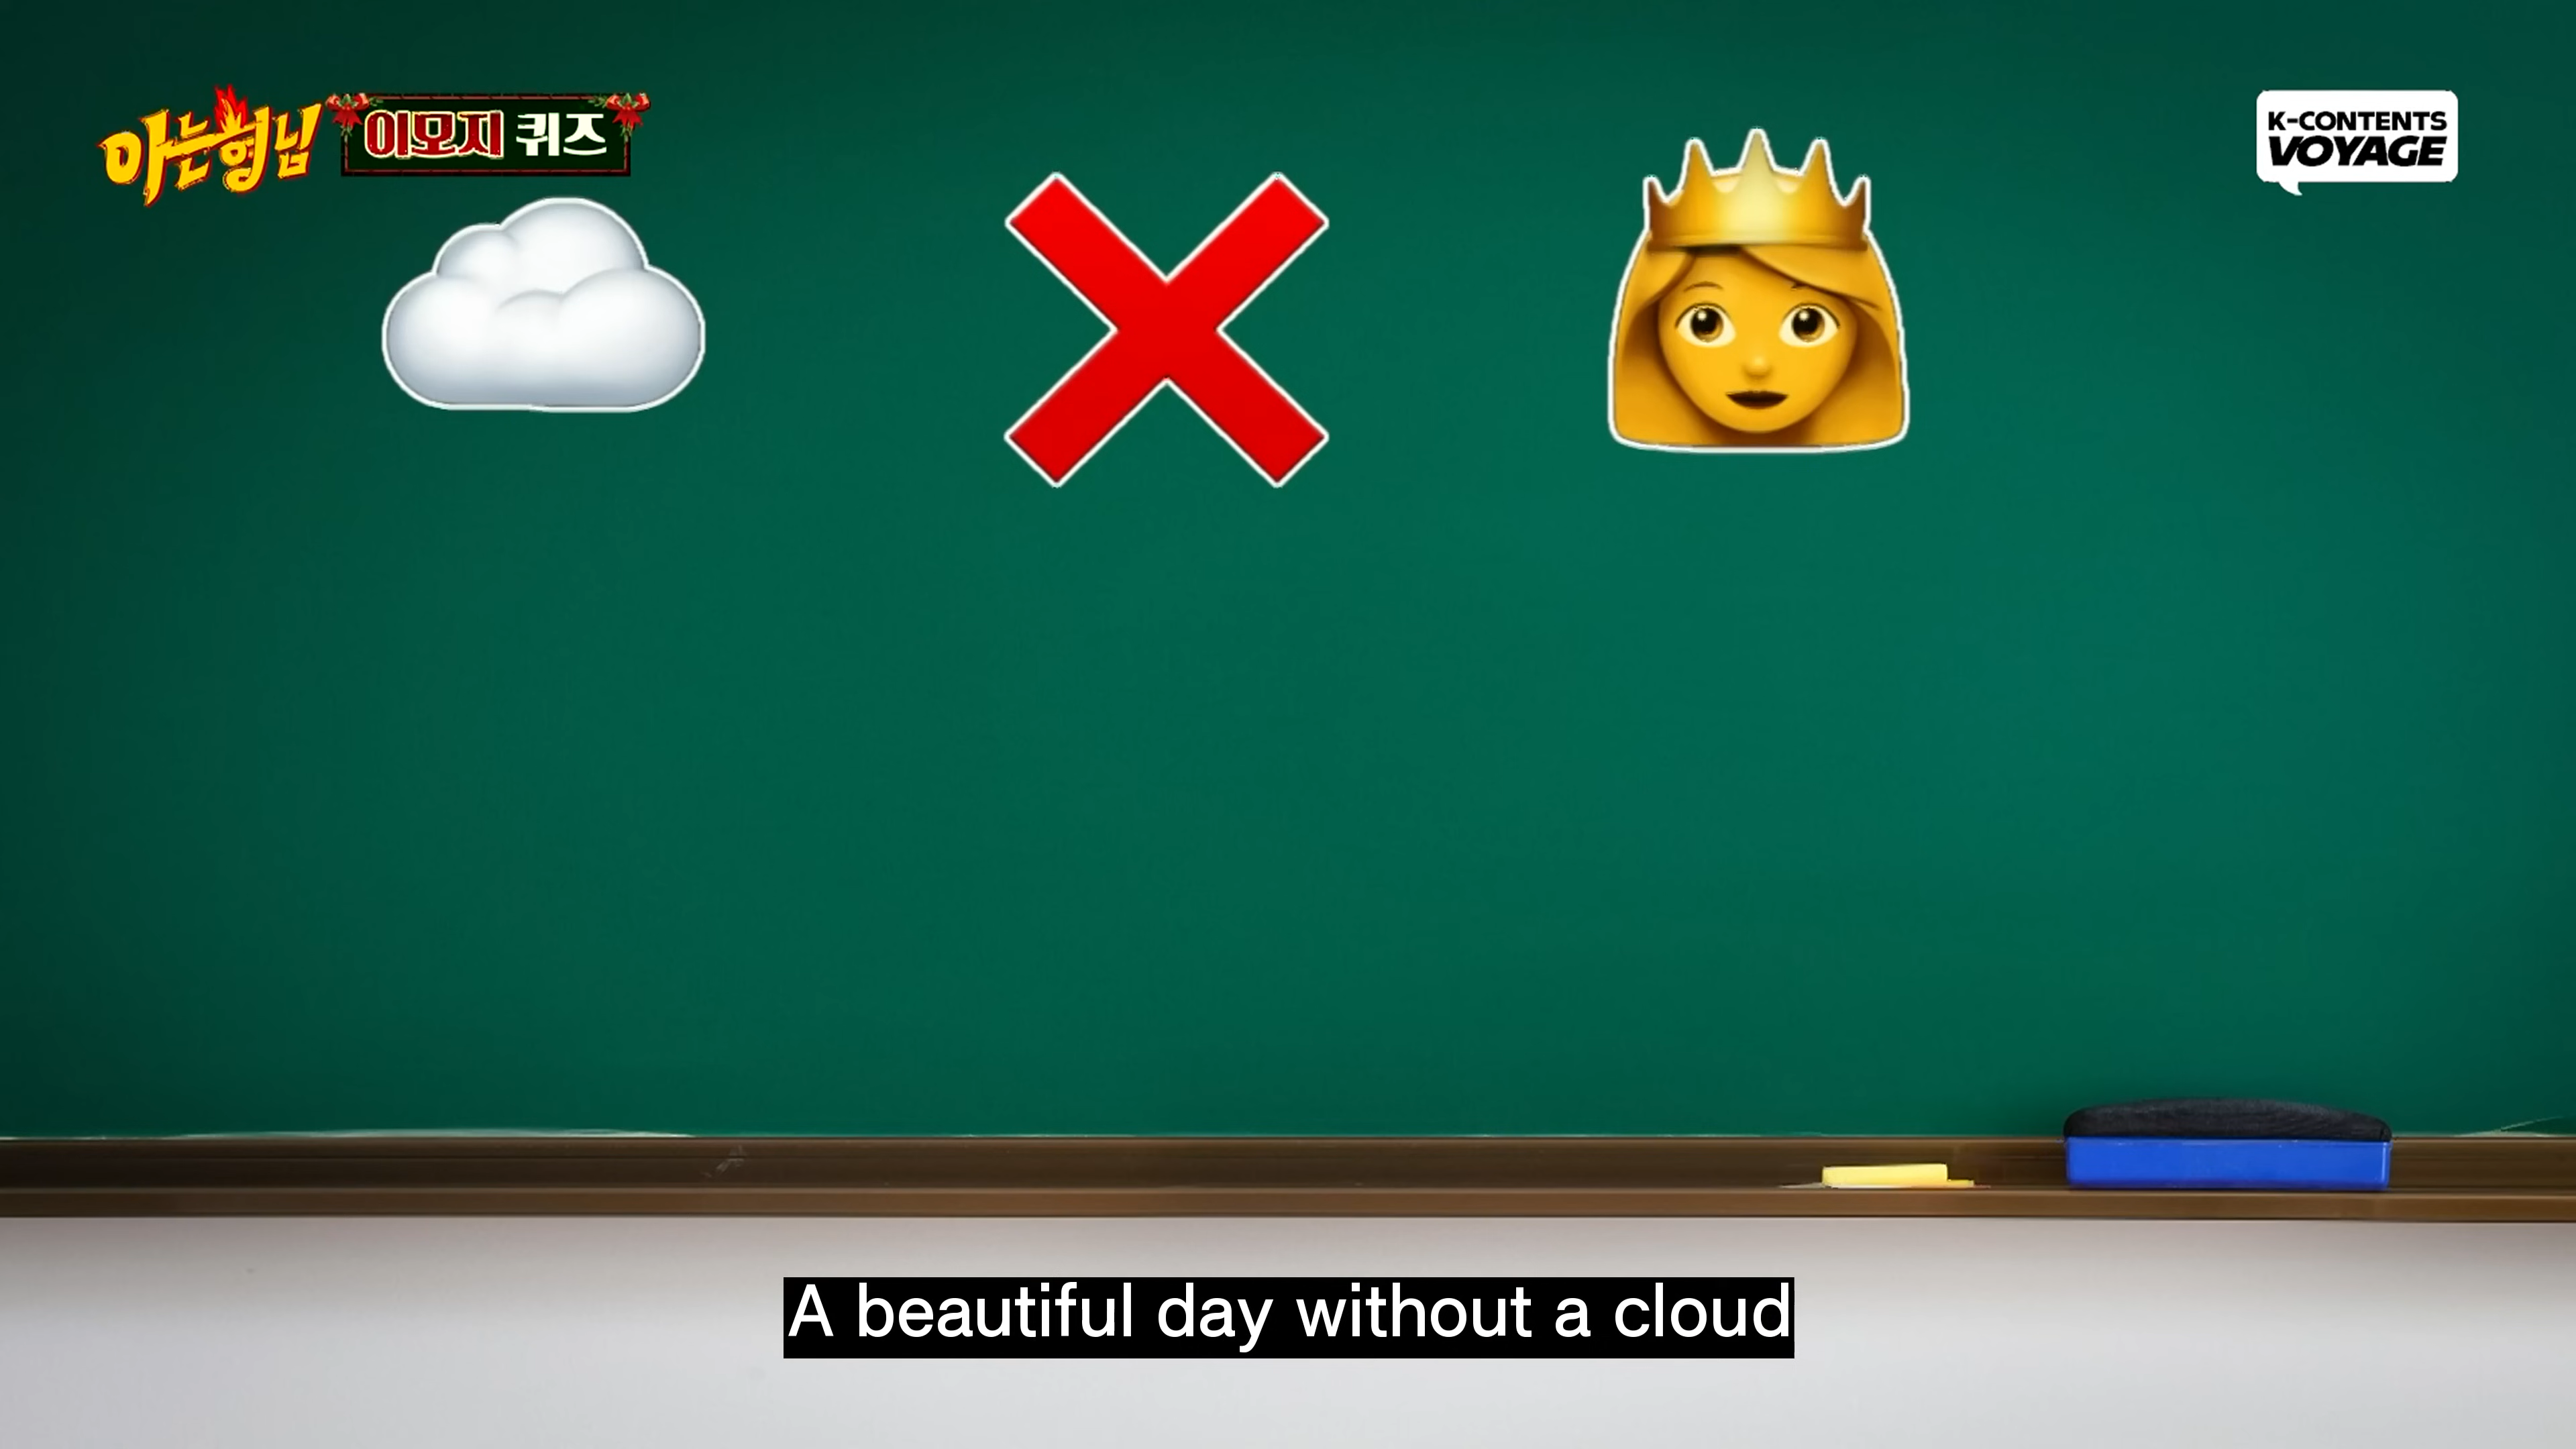 아는형님 이모지 퀴즈
K-CONTENTS
VOYAGE
A beautiful day without a cloud